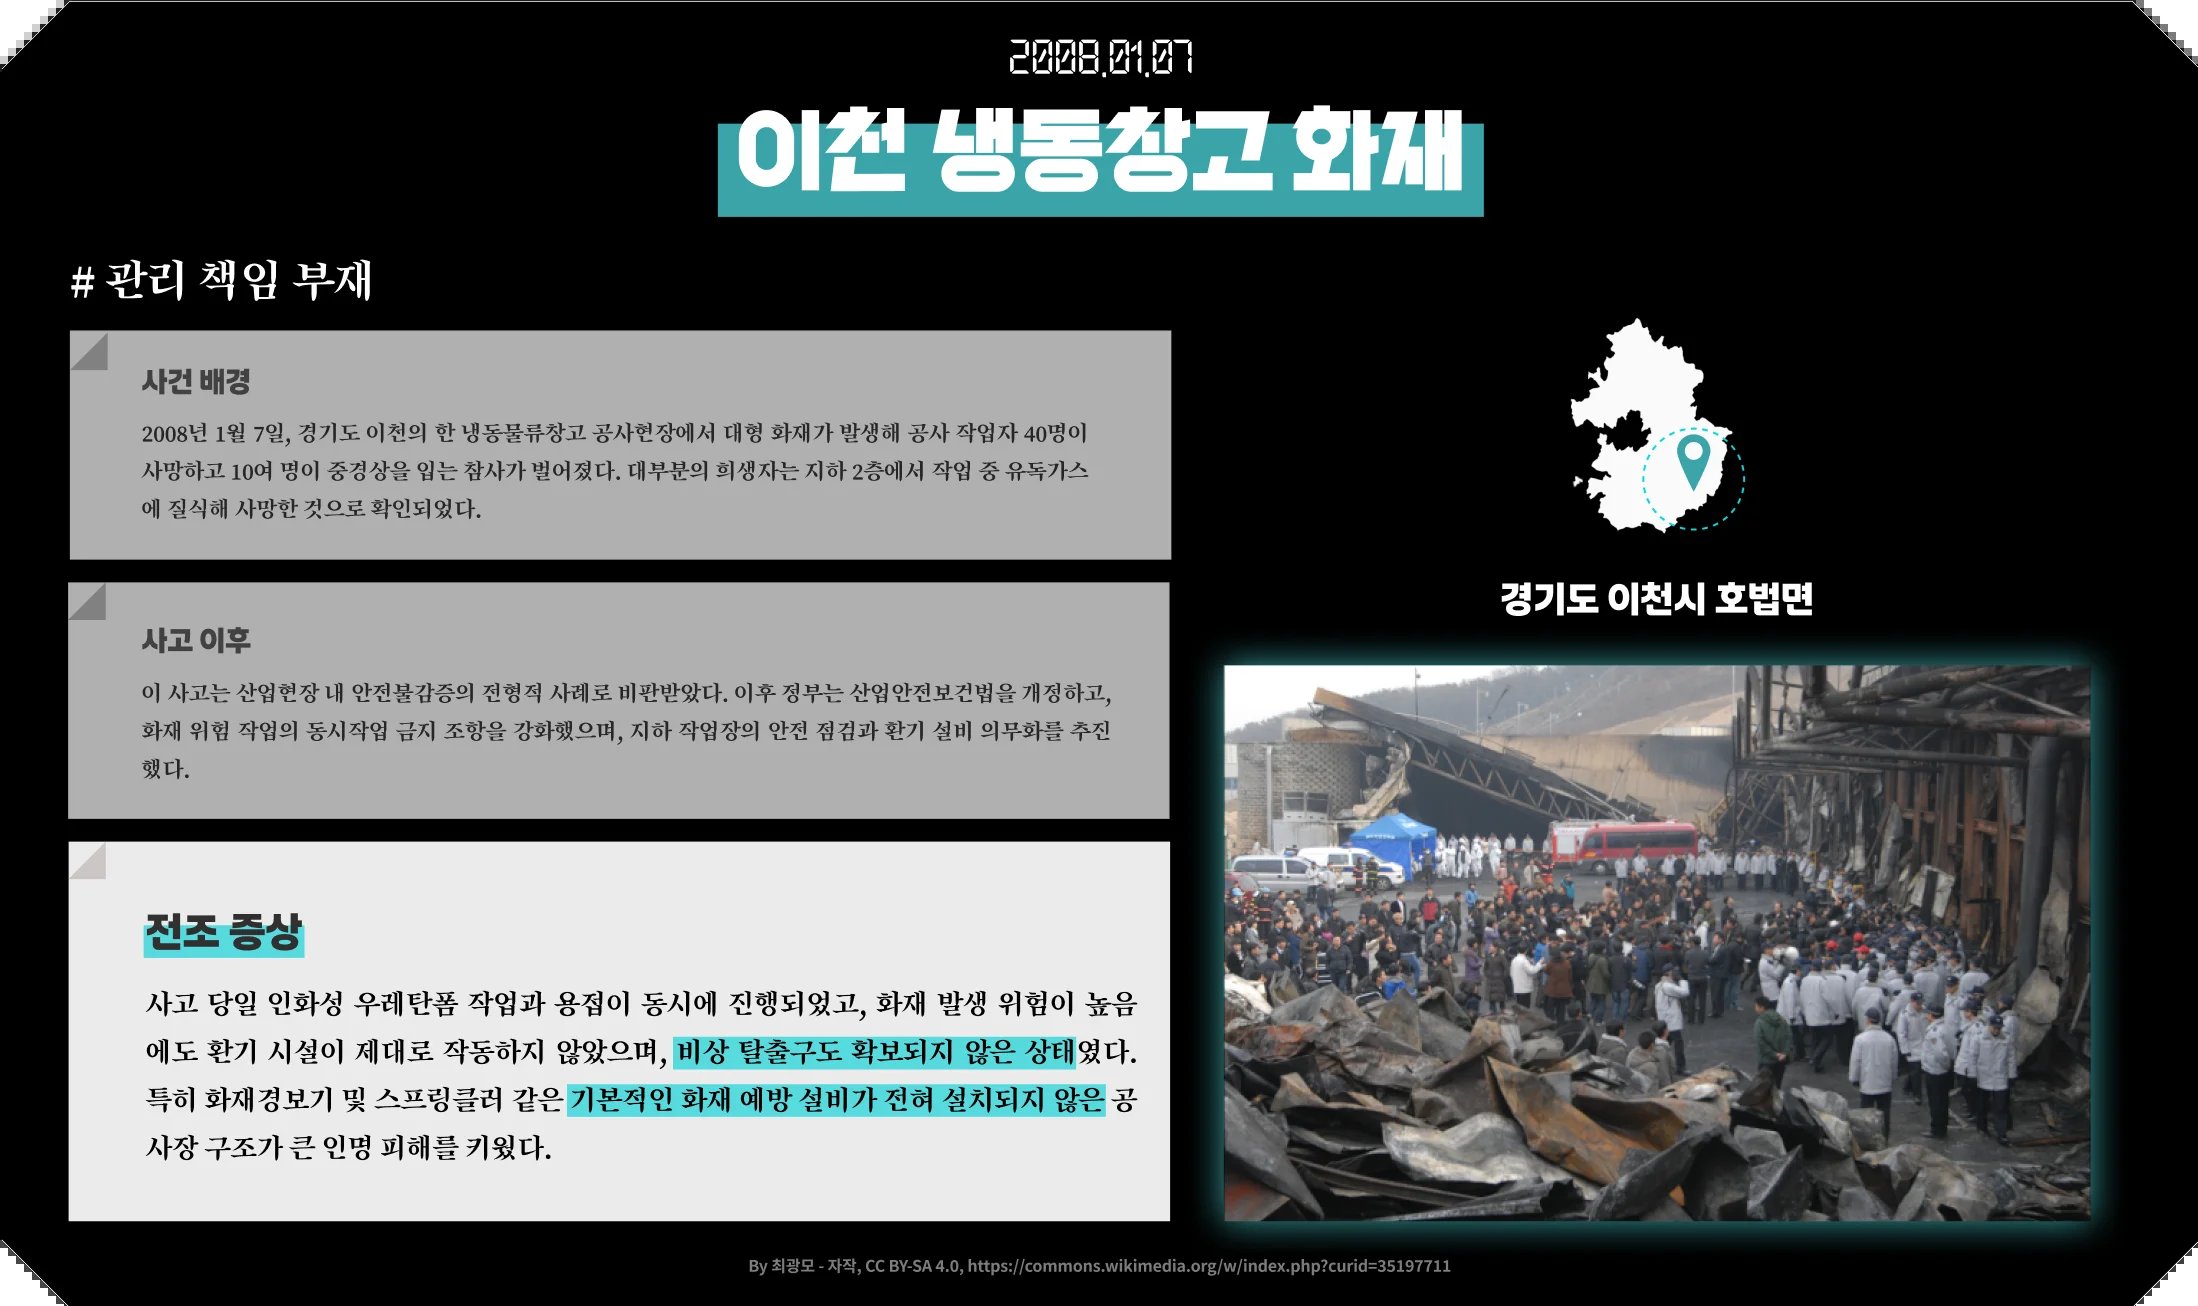 2008.01.07
이천 냉동창고 화재
# 관리 책임 부재
사건 배경
2008년 1월 7일, 경기도 이천의 한 냉동물류창고 공사현장에서 대형 화재가 발생해 공사 작업자 40명이
사망하고 10여 명이 중경상을 입는 참사가 벌어졌다. 대부분의 희생자는 지하 2층에서 작업 중 유독가스
에 질식해 사망한 것으로 확인되었다.
사고 이후
이 사고는 산업현장 내 안전불감증의 전형적 사례로 비판받았다. 이후 정부는 산업안전보건법을 개정하고,
화재 위험 작업의 동시작업 금지 조항을 강화했으며, 지하 작업장의 안전 점검과 환기 설비 의무화를 추진
했다.
전조 증상
사고 당일 인화성 우레탄폼 작업과 용접이 동시에 진행되었고, 화재 발생 위험이 높음
에도 환기 시설이 제대로 작동하지 않았으며, 비상 탈출구도 확보되지 않은 상태였다.
특히 화재경보기 및 스프링클러 같은 기본적인 화재 예방 설비가 전혀 설치되지 않은 공
사장 구조가 큰 인명 피해를 키웠다.
경기도 이천시 호법면
By 최광모 - 자작, CC BY-SA 4.0, https://commons.wikimedia.org/w/index.php?curid=35197711